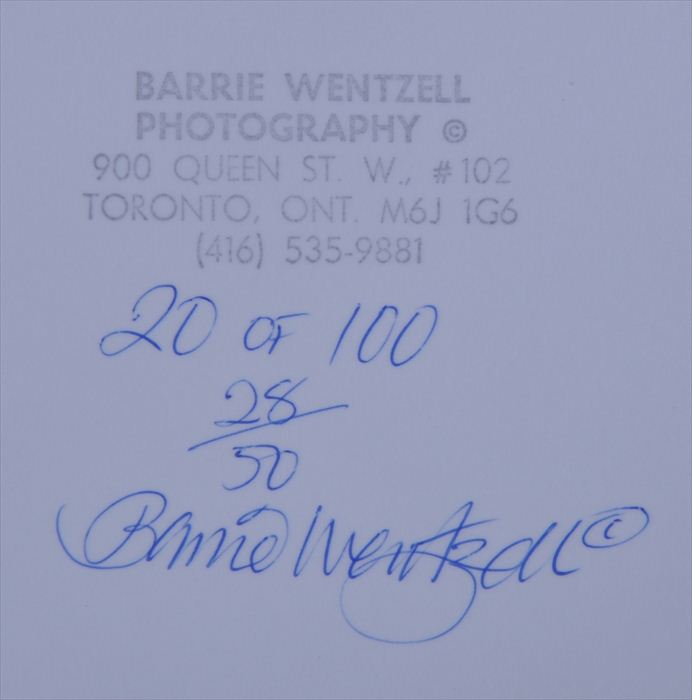 BARRIE WENTZELL
PHOTOGRAPHY ©
900 QUEEN ST. W., #102
TORONTO, ONT. M6J 1G6
(416) 535-9881
20 OF 100
28
50
Barrie Wentzell ©